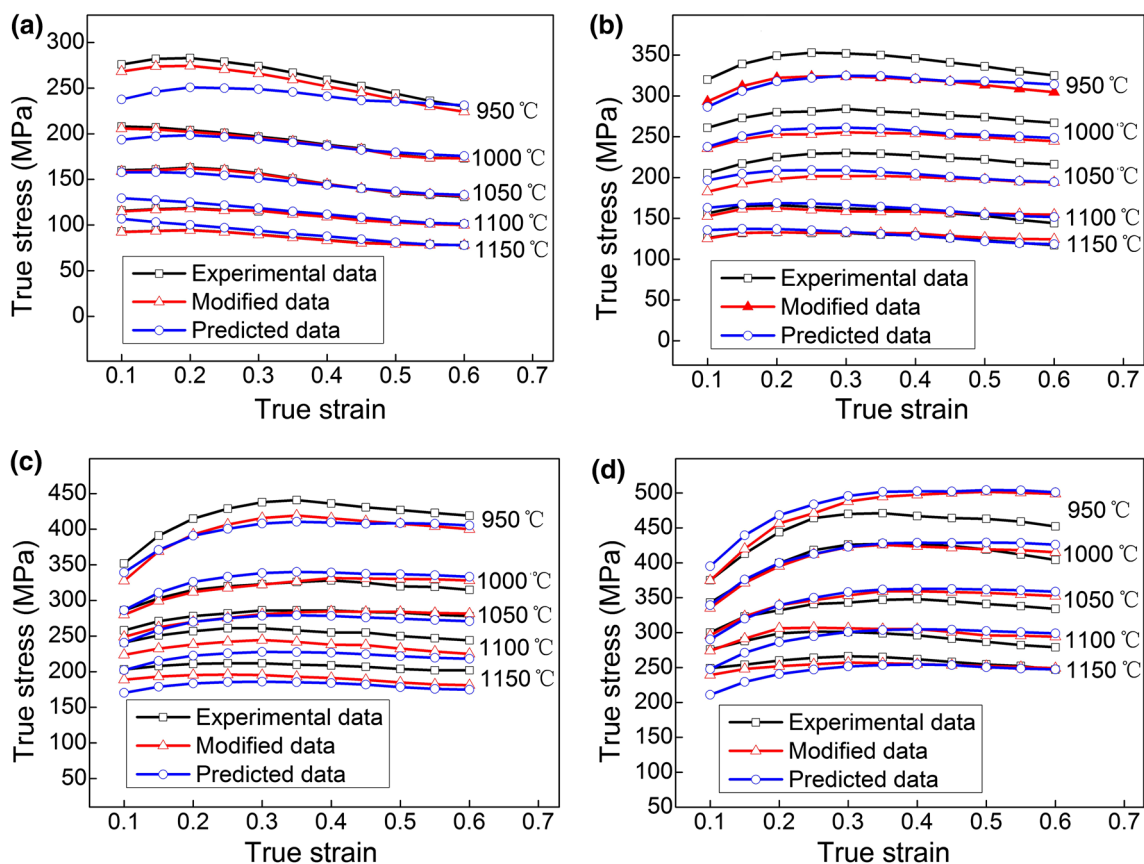 (a)
300
250
200
150
100
50
0
True stress (MPa)
950 ℃
1000 ℃
1050 ℃
1100 ℃
1150 ℃
Experimental data
Modified data
Predicted data
0.1 0.2 0.3 0.4 0.5 0.6 0.7
True strain
(b)
350
300
250
200
150
100
50
0
True stress (MPa)
950 ℃
1000 ℃
1050 ℃
1100 ℃
1150 ℃
Experimental data
Modified data
Predicted data
0.1 0.2 0.3 0.4 0.5 0.6 0.7
True strain
(c)
450
400
350
300
250
200
150
100
50
True stress (MPa)
950 ℃
1000 ℃
1050 ℃
1100 ℃
1150 ℃
Experimental data
Modified data
Predicted data
0.1 0.2 0.3 0.4 0.5 0.6 0.7
True strain
(d)
500
450
400
350
300
250
200
150
100
50
True stress (MPa)
950 ℃
1000 ℃
1050 ℃
1100 ℃
1150 ℃
Experimental data
Modified data
Predicted data
0.1 0.2 0.3 0.4 0.5 0.6 0.7
True strain